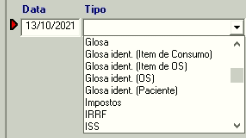 Data Tipo
13/10/2021
Glosa
Glosa ident. (Item de Consumo)
Glosa ident. (Item de OS)
Glosa ident. (OS)
Glosa ident. (Paciente)
Impostos
IRRF
ISS